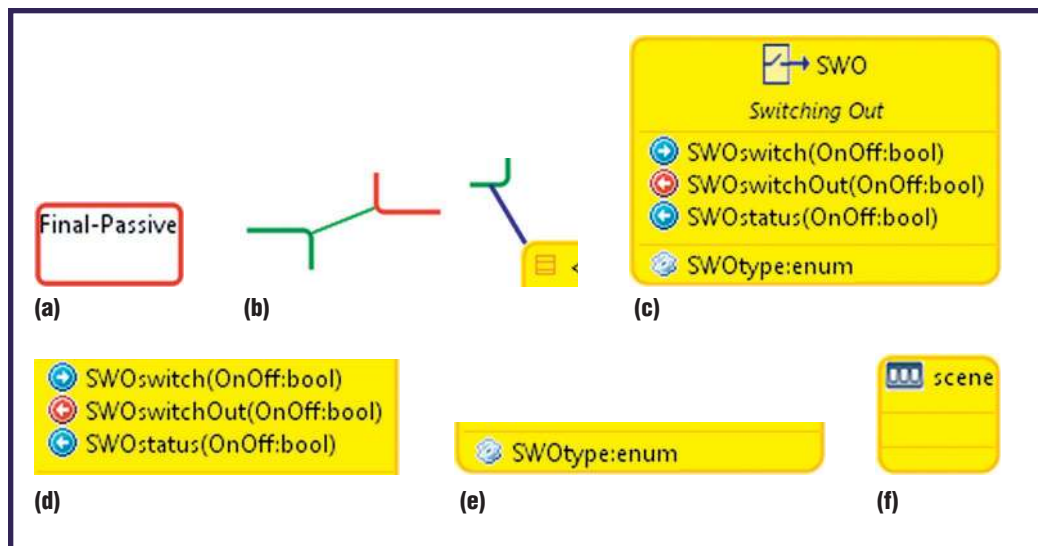 SWO
Switching Out
SWOswitch(OnOff:bool)
SWOswitchOut(OnOff:bool)
SWOstatus(OnOff:bool)
SWOtype:enum
Final-Passive
<
(a)
(b)
(c)
SWOswitch(OnOff:bool)
SWOswitchOut(OnOff:bool)
SWOstatus(OnOff:bool)
SWOtype:enum
scene
(d)
(e)
(f)